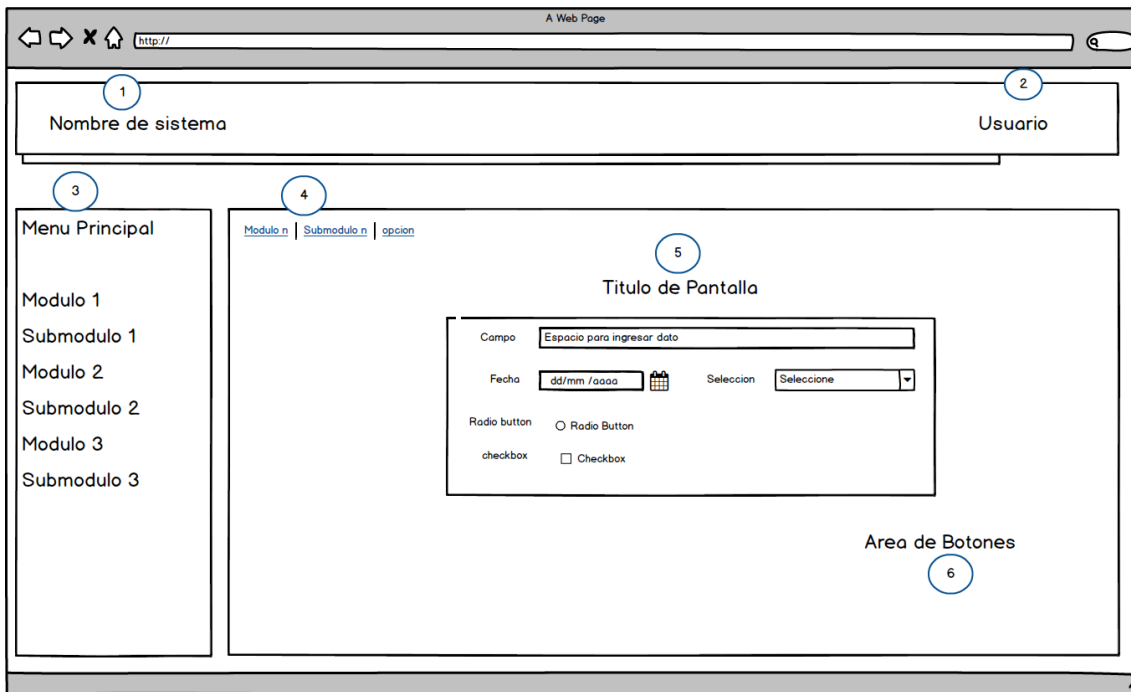 A Web Page
http://
1
2
Nombre de sistema
Usuario
3
4
Menu Principal
Modulo 1
Submodulo 1
Modulo 2
Submodulo 2
Modulo 3
Submodulo 3
Modulo n | Submodulo n | opcion
5
Titulo de Pantalla
Campo Espacio para ingresar dato
Fecha dd/mm /aaaa Seleccion Seleccione
Radio button Radio Button
checkbox Checkbox
Area de Botones
6